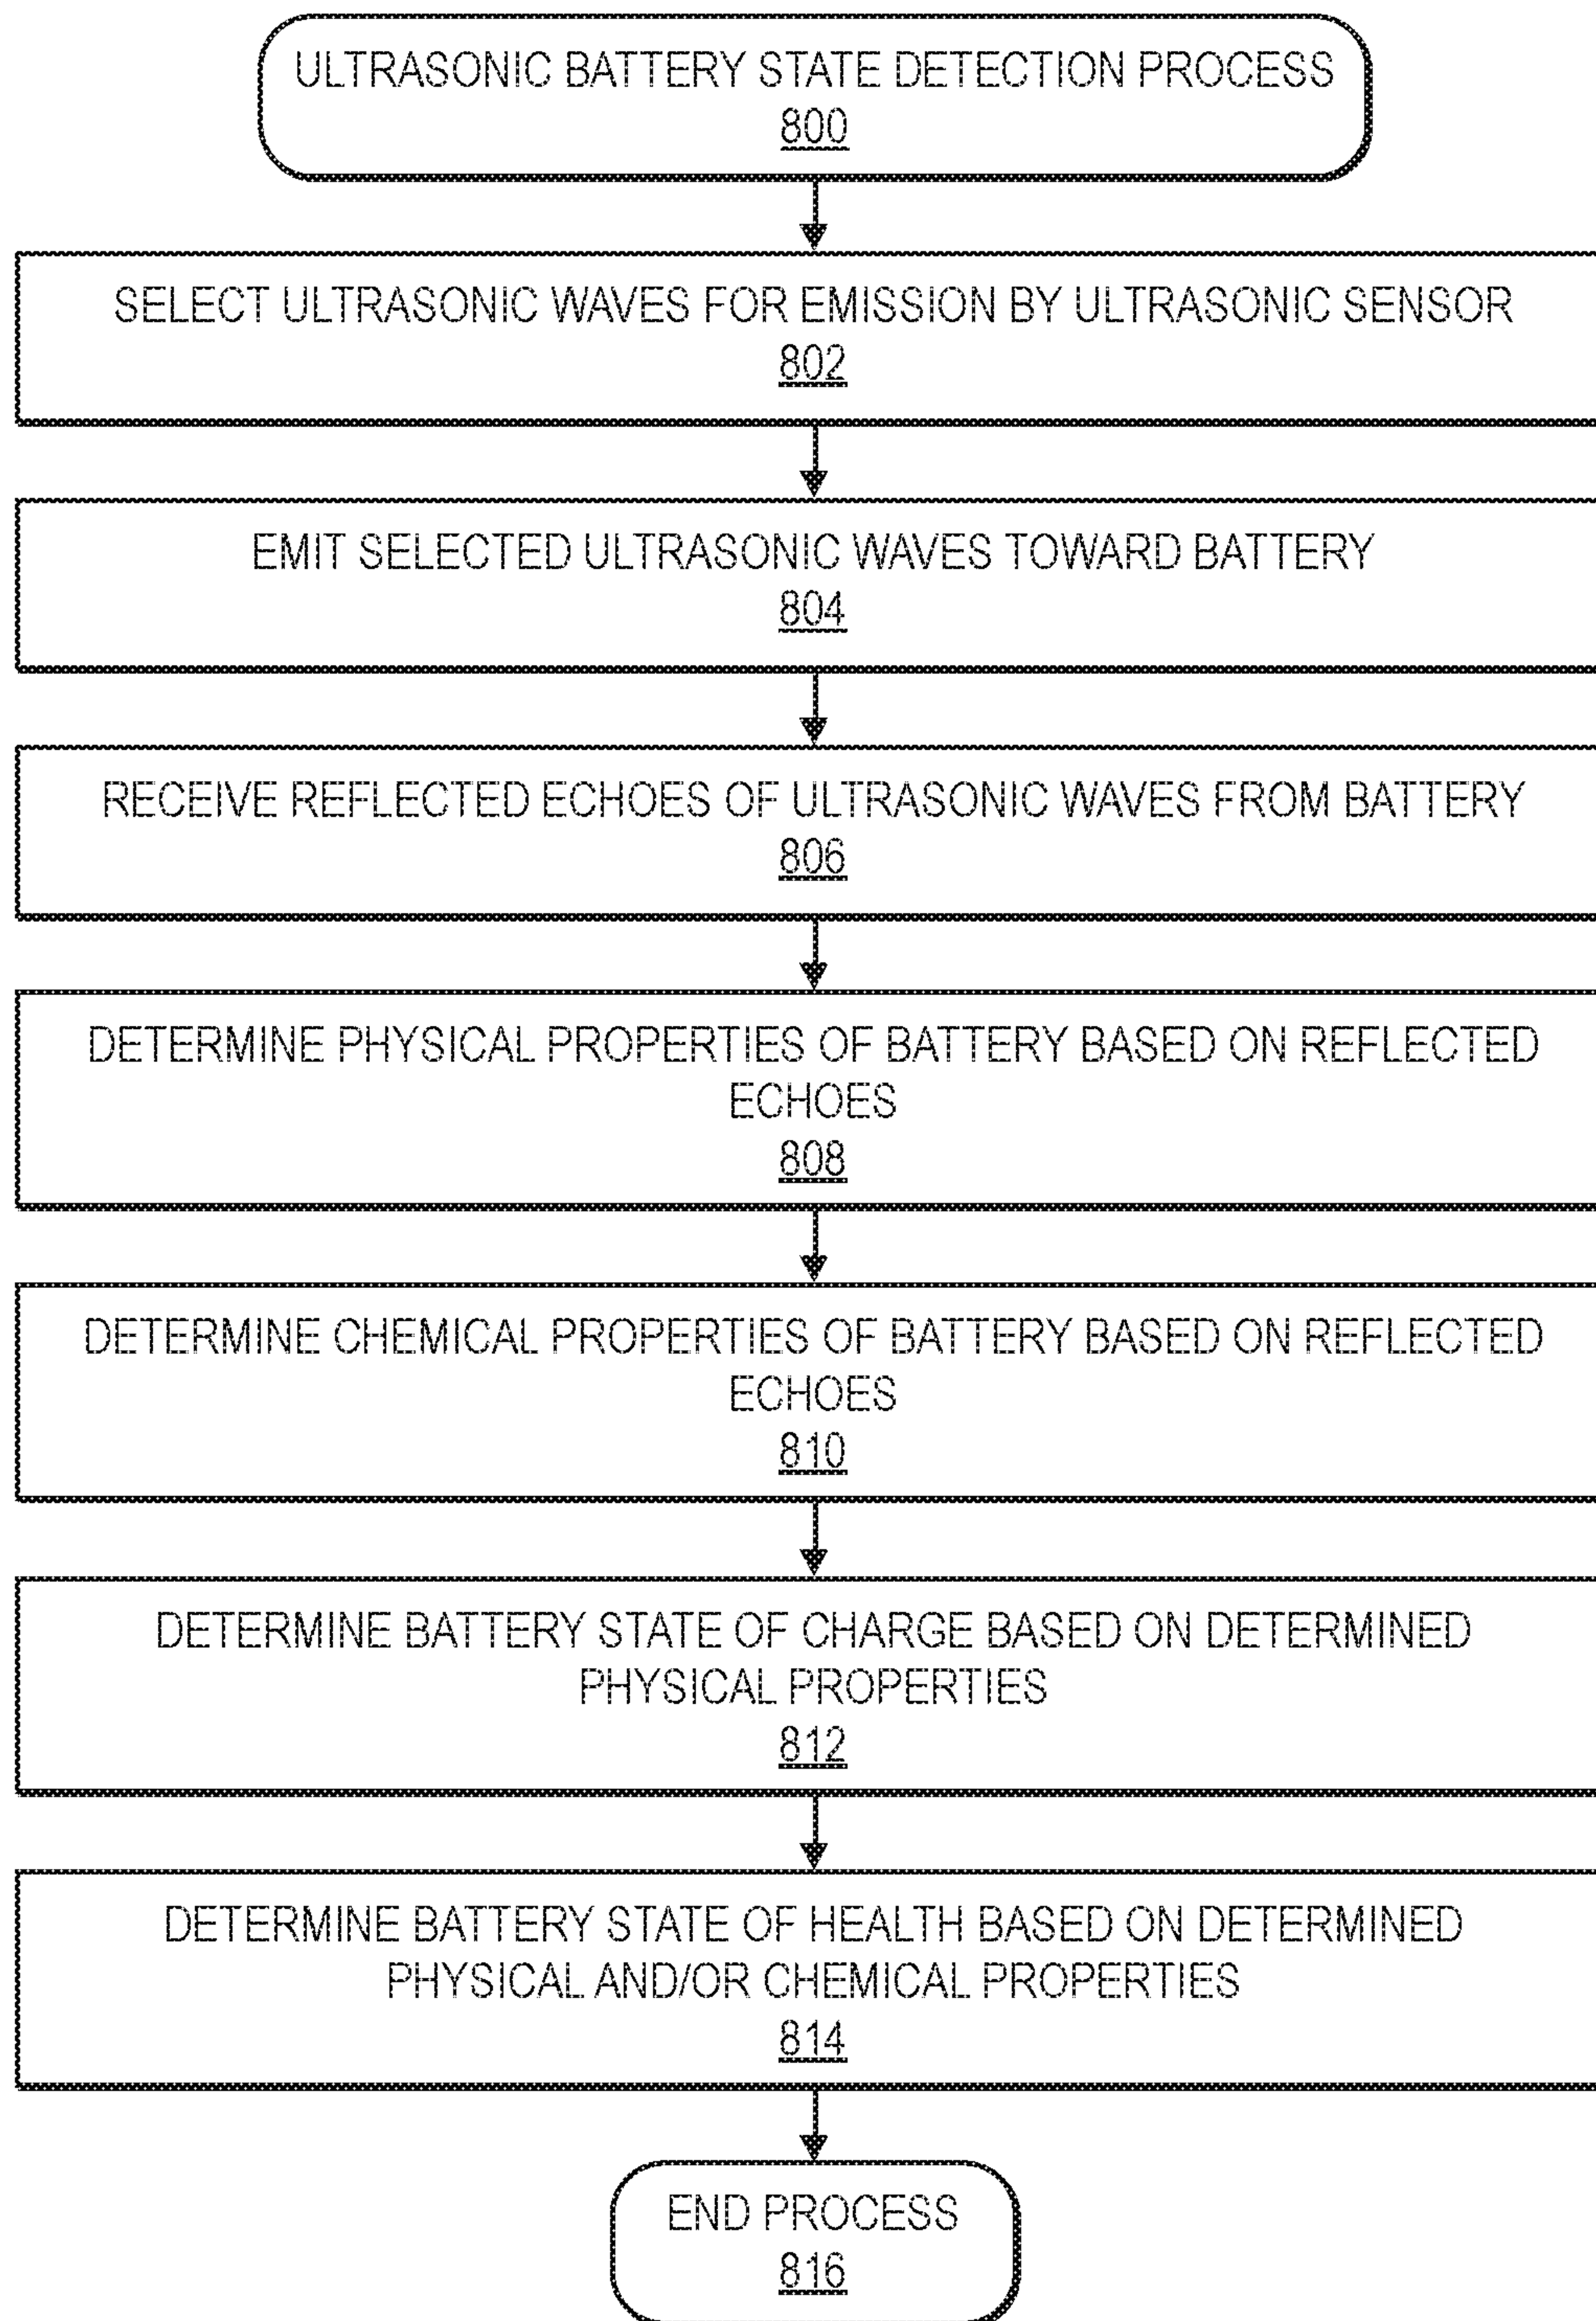 ULTRASONIC BATTERY STATE DETECTION PROCESS
800
SELECT ULTRASONIC WAVES FOR EMISSION BY ULTRASONIC SENSOR
802
EMIT SELECTED ULTRASONIC WAVES TOWARD BATTERY
804
RECEIVE REFLECTED ECHOES OF ULTRASONIC WAVES FROM BATTERY
806
DETERMINE PHYSICAL PROPERTIES OF BATTERY BASED ON REFLECTED
ECHOES
808
DETERMINE CHEMICAL PROPERTIES OF BATTERY BASED ON REFLECTED
ECHOES
810
DETERMINE BATTERY STATE OF CHARGE BASED ON DETERMINED
PHYSICAL PROPERTIES
812
DETERMINE BATTERY STATE OF HEALTH BASED ON DETERMINED
PHYSICAL AND/OR CHEMICAL PROPERTIES
814
END PROCESS
816